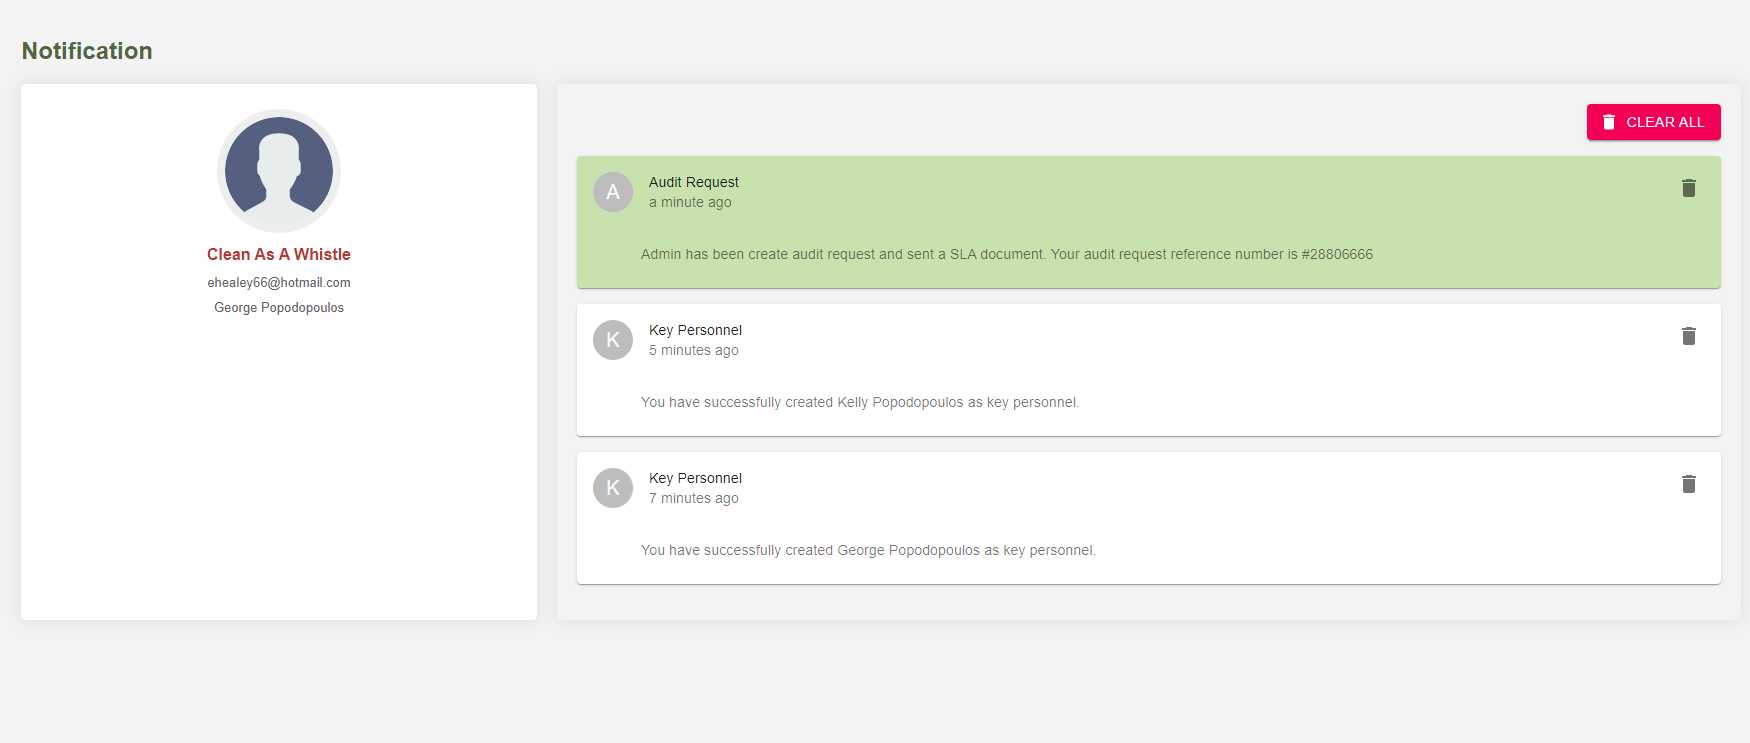 Notification
Clean As A Whistle
ehealey66@hotmail.com
George Popodopoulos
CLEAR ALL
A
Audit Request
a minute ago
Admin has been create audit request and sent a SLA document. Your audit request reference number is #28806666
K
Key Personnel
5 minutes ago
You have successfully created Kelly Popodopoulos as key personnel.
K
Key Personnel
7 minutes ago
You have successfully created George Popodopoulos as key personnel.